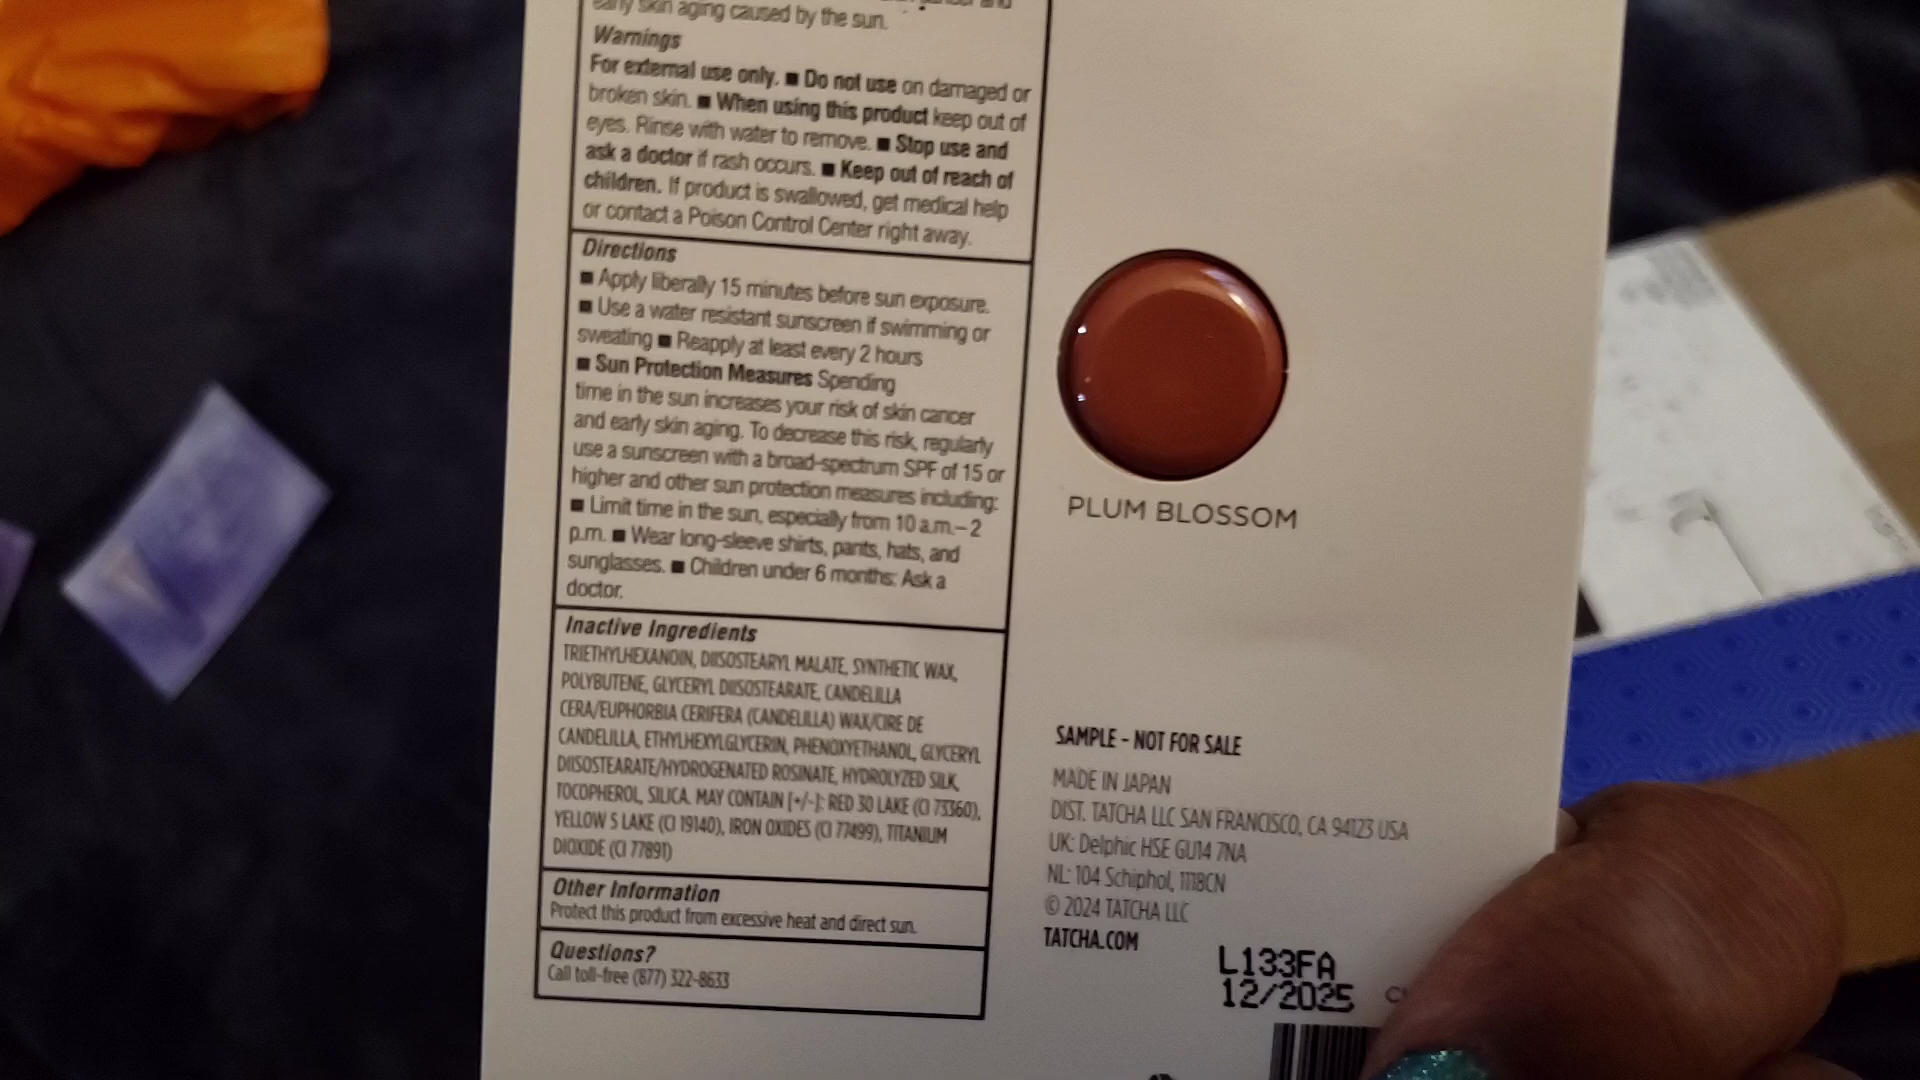 early skin aging caused by the sun.
Warnings
For external use only. ■ Do not use on damaged or
broken skin. ■ When using this product keep out of
eyes. Rinse with water to remove. ■ Stop use and
ask a doctor if rash occurs. ■ Keep out of reach of
children. If product is swallowed, get medical help
or contact a Poison Control Center right away.
Directions
■ Apply liberally 15 minutes before sun exposure.
■ Use a water resistant sunscreen if swimming or
sweating ■ Reapply at least every 2 hours
■ Sun Protection Measures Spending
time in the sun increases your risk of skin cancer
and early skin aging. To decrease this risk, regularly
use a sunscreen with a broad-spectrum SPF of 15 or
higher and other sun protection measures including:
■ Limit time in the sun, especially from 10 a.m. – 2
p.m. ■ Wear long-sleeve shirts, pants, hats, and
sunglasses. ■ Children under 6 months: Ask a
doctor.
Inactive Ingredients
TRIETHYLHEXANOIN, DIISOSTEARYL MALATE, SYNTHETIC WAX,
POLYBUTENE, GLYCERYL DIISOSTEARATE, CANDELILLA
CERA/EUPHORBIA CERIFERA (CANDELILLA) WAX/CIRE DE
CANDELILLA, ETHYLHEXYLGLYCERIN, PHENOXYETHANOL, GLYCERYL
DIISOSTEARATE/HYDROGENATED ROSINATE, HYDROLYZED SILK,
TOCOPHEROL, SILICA. MAY CONTAIN [+/-]: RED 30 LAKE (CI 73360),
YELLOW 5 LAKE (CI 19140), IRON OXIDES (CI 77499), TITANIUM
DIOXIDE (CI 77891)
Other Information
Protect this product from excessive heat and direct sun.
Questions?
Call toll-free (877) 322-8633
PLUM BLOSSOM
SAMPLE - NOT FOR SALE
MADE IN JAPAN
DIST. TATCHA LLC SAN FRANCISCO, CA 94123 USA
UK: Delphic HSE GU14 7NA
NL: 104 Schiphol, 1118CN
© 2024 TATCHA LLC
TATCHA.COM
L133FA
12/2025